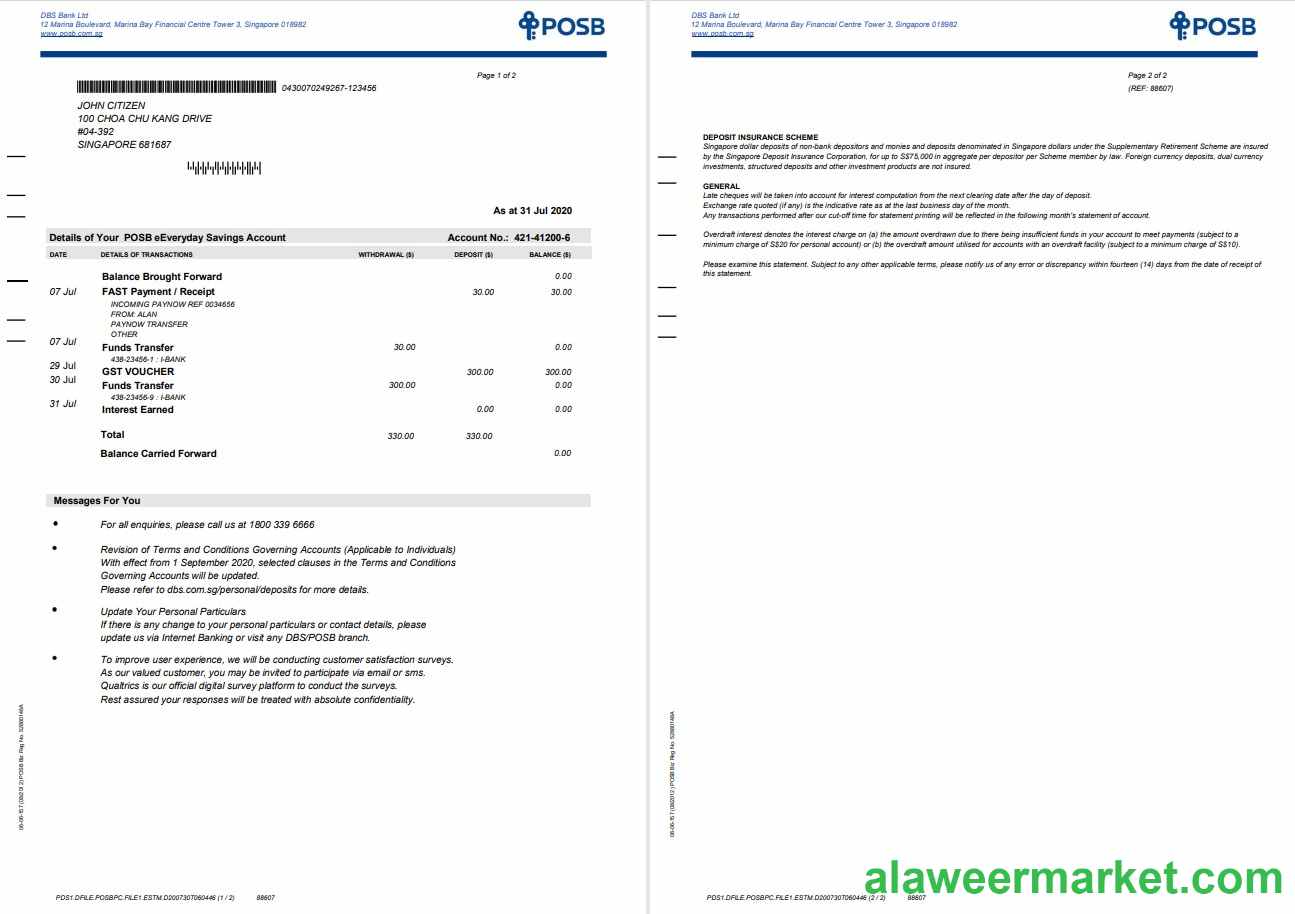 DBS Bank Ltd
12 Marina Boulevard, Marina Bay Financial Centre Tower 3, Singapore 018982
www.posb.com.sg
POSB
Page 1 of 2
0430070249267-123456
JOHN CITIZEN
100 CHOA CHU KANG DRIVE
#04-392
SINGAPORE 681687
As at 31 Jul 2020
Details of Your POSB eEveryday Savings Account Account No.: 421-41200-6
DATE DETAILS OF TRANSACTIONS WITHDRAWAL ($) DEPOSIT ($) BALANCE ($)
Balance Brought Forward 0.00
07 Jul FAST Payment / Receipt 30.00 30.00
INCOMING PAYNOW REF 0034656
FROM: ALAN
PAYNOW TRANSFER
OTHER
07 Jul Funds Transfer 30.00 0.00
438-23456-1 : I-BANK
29 Jul GST VOUCHER 300.00 300.00
30 Jul Funds Transfer 300.00 0.00
438-23456-9 : I-BANK
31 Jul Interest Earned 0.00 0.00
Total 330.00 330.00
Balance Carried Forward 0.00
Messages For You
• For all enquiries, please call us at 1800 339 6666
• Revision of Terms and Conditions Governing Accounts (Applicable to Individuals)
With effect from 1 September 2020, selected clauses in the Terms and Conditions
Governing Accounts will be updated.
Please refer to dbs.com.sg/personal/deposits for more details.
• Update Your Personal Particulars
If there is any change to your personal particulars or contact details, please
update us via Internet Banking or visit any DBS/POSB branch.
• To improve user experience, we will be conducting customer satisfaction surveys.
As our valued customer, you may be invited to participate via email or sms.
Qualtrics is our official digital survey platform to conduct the surveys.
Rest assured your responses will be treated with absolute confidentiality.
PDS1.DFILE.POSBPC.FILE1.ESTM.D200730T060446 (1 / 2) 88607
DBS Bank Ltd
12 Marina Boulevard, Marina Bay Financial Centre Tower 3, Singapore 018982
www.posb.com.sg
POSB
Page 2 of 2
(REF: 88607)
DEPOSIT INSURANCE SCHEME
Singapore dollar deposits of non-bank depositors and monies and deposits denominated in Singapore dollars under the Supplementary Retirement Scheme are insured
by the Singapore Deposit Insurance Corporation, for up to S$75,000 in aggregate per depositor per Scheme member by law. Foreign currency deposits, dual currency
investments, structured deposits and other investment products are not insured.
GENERAL
Late cheques will be taken into account for interest computation from the next clearing date after the day of deposit.
Exchange rate quoted (if any) is the indicative rate as at the last business day of the month.
Any transactions performed after our cut-off time for statement printing will be reflected in the following month's statement of account.
Overdraft interest denotes the interest charge on (a) the amount overdrawn due to there being insufficient funds in your account to meet payments (subject to a
minimum charge of S$20 for personal account) or (b) the overdraft amount utilised for accounts with an overdraft facility (subject to a minimum charge of S$10).
Please examine this statement. Subject to any other applicable terms, please notify us of any error or discrepancy within fourteen (14) days from the date of receipt of
this statement.
alaweermarket.com
PDS1.DFILE.POSBPC.FILE1.ESTM.D200730T060446 (2 / 2) 88607